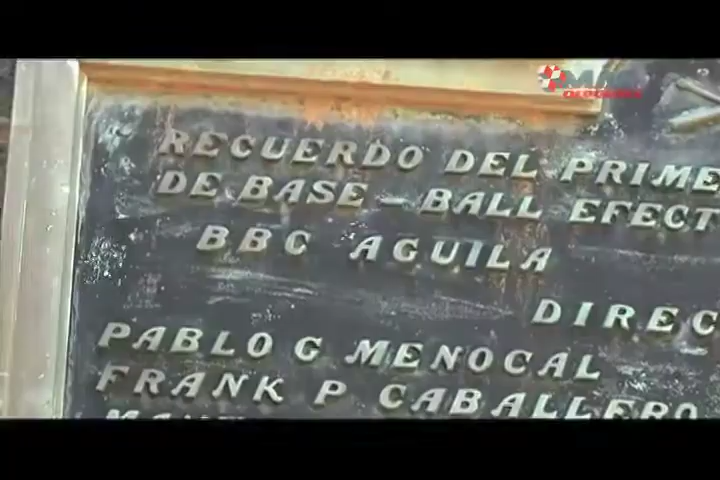 RECUERDO DEL PRIME
DE BASE-BALL EFECT
BBC AGUILA
DIREC
PABLO G MENOCAL
FRANK P CABALLERO